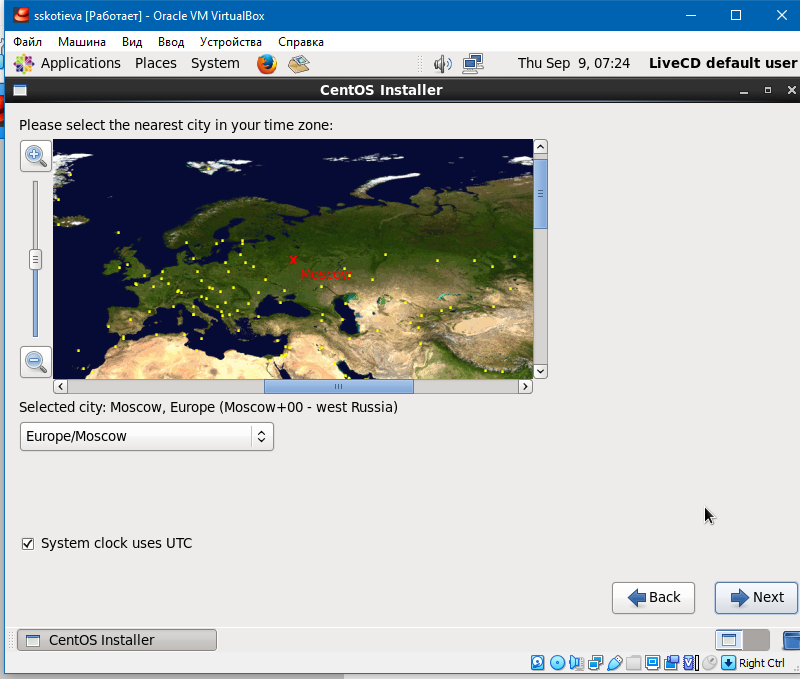 sskotieva [Работает] - Oracle VM VirtualBox
Файл Машина Вид Ввод Устройства Справка
Applications Places System Thu Sep 9, 07:24 LiveCD default user
CentOS Installer
Please select the nearest city in your time zone:
Moscow
Selected city: Moscow, Europe (Moscow+00 - west Russia)
Europe/Moscow
System clock uses UTC
Back Next
CentOS Installer
Right Ctrl